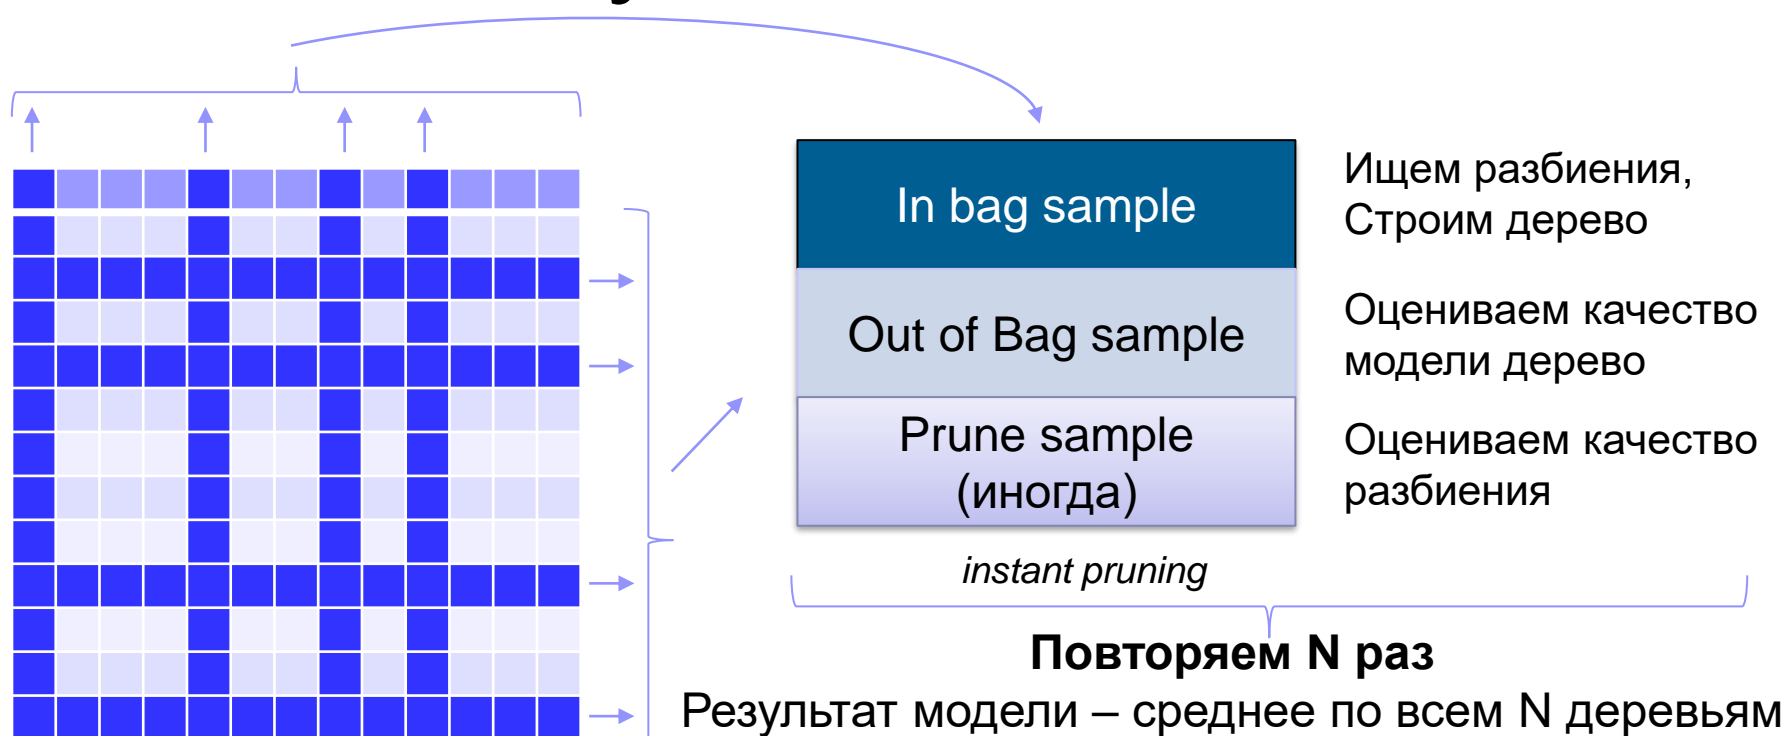 In bag sample
Ищем разбиения,
Строим дерево
Out of Bag sample
Оцениваем качество
модели дерево
Prune sample
(иногда)
Оцениваем качество
разбиения
instant pruning
Повторяем N раз
Результат модели – среднее по всем N деревьям